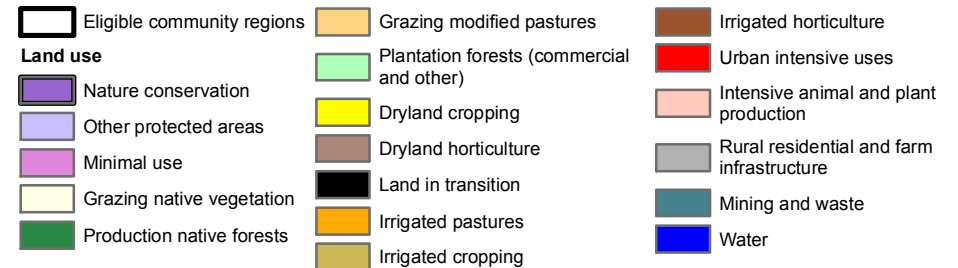 Eligible community regions
Land use
Nature conservation
Other protected areas
Minimal use
Grazing native vegetation
Production native forests
Grazing modified pastures
Plantation forests (commercial
and other)
Dryland cropping
Dryland horticulture
Land in transition
Irrigated pastures
Irrigated cropping
Irrigated horticulture
Urban intensive uses
Intensive animal and plant
production
Rural residential and farm
infrastructure
Mining and waste
Water